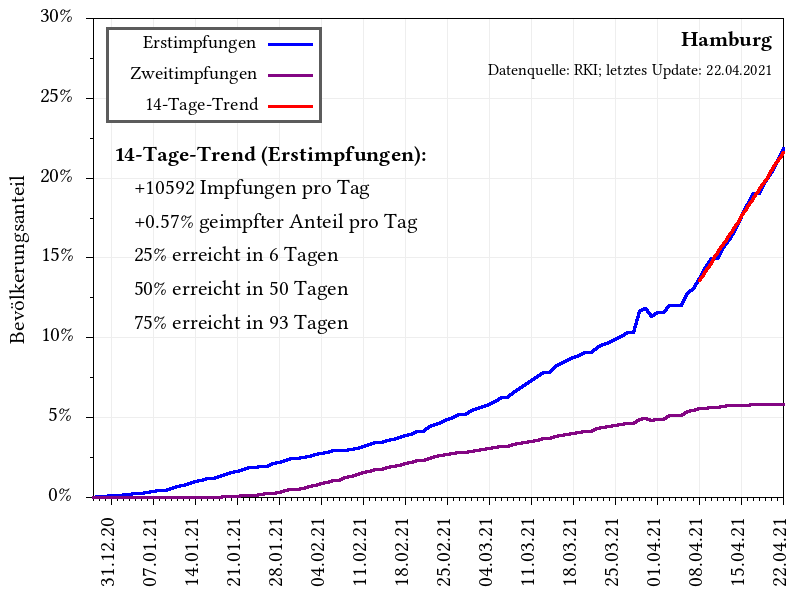 30%
25%
20%
15%
10%
5%
0%
Bevölkerungsanteil
Erstimpfungen
Zweitimpfungen
14-Tage-Trend
Hamburg
Datenquelle: RKI; letztes Update: 22.04.2021
14-Tage-Trend (Erstimpfungen):
+10592 Impfungen pro Tag
+0.57% geimpfter Anteil pro Tag
25% erreicht in 6 Tagen
50% erreicht in 50 Tagen
75% erreicht in 93 Tagen
31.12.20
07.01.21
14.01.21
21.01.21
28.01.21
04.02.21
11.02.21
18.02.21
25.02.21
04.03.21
11.03.21
18.03.21
25.03.21
01.04.21
08.04.21
15.04.21
22.04.21